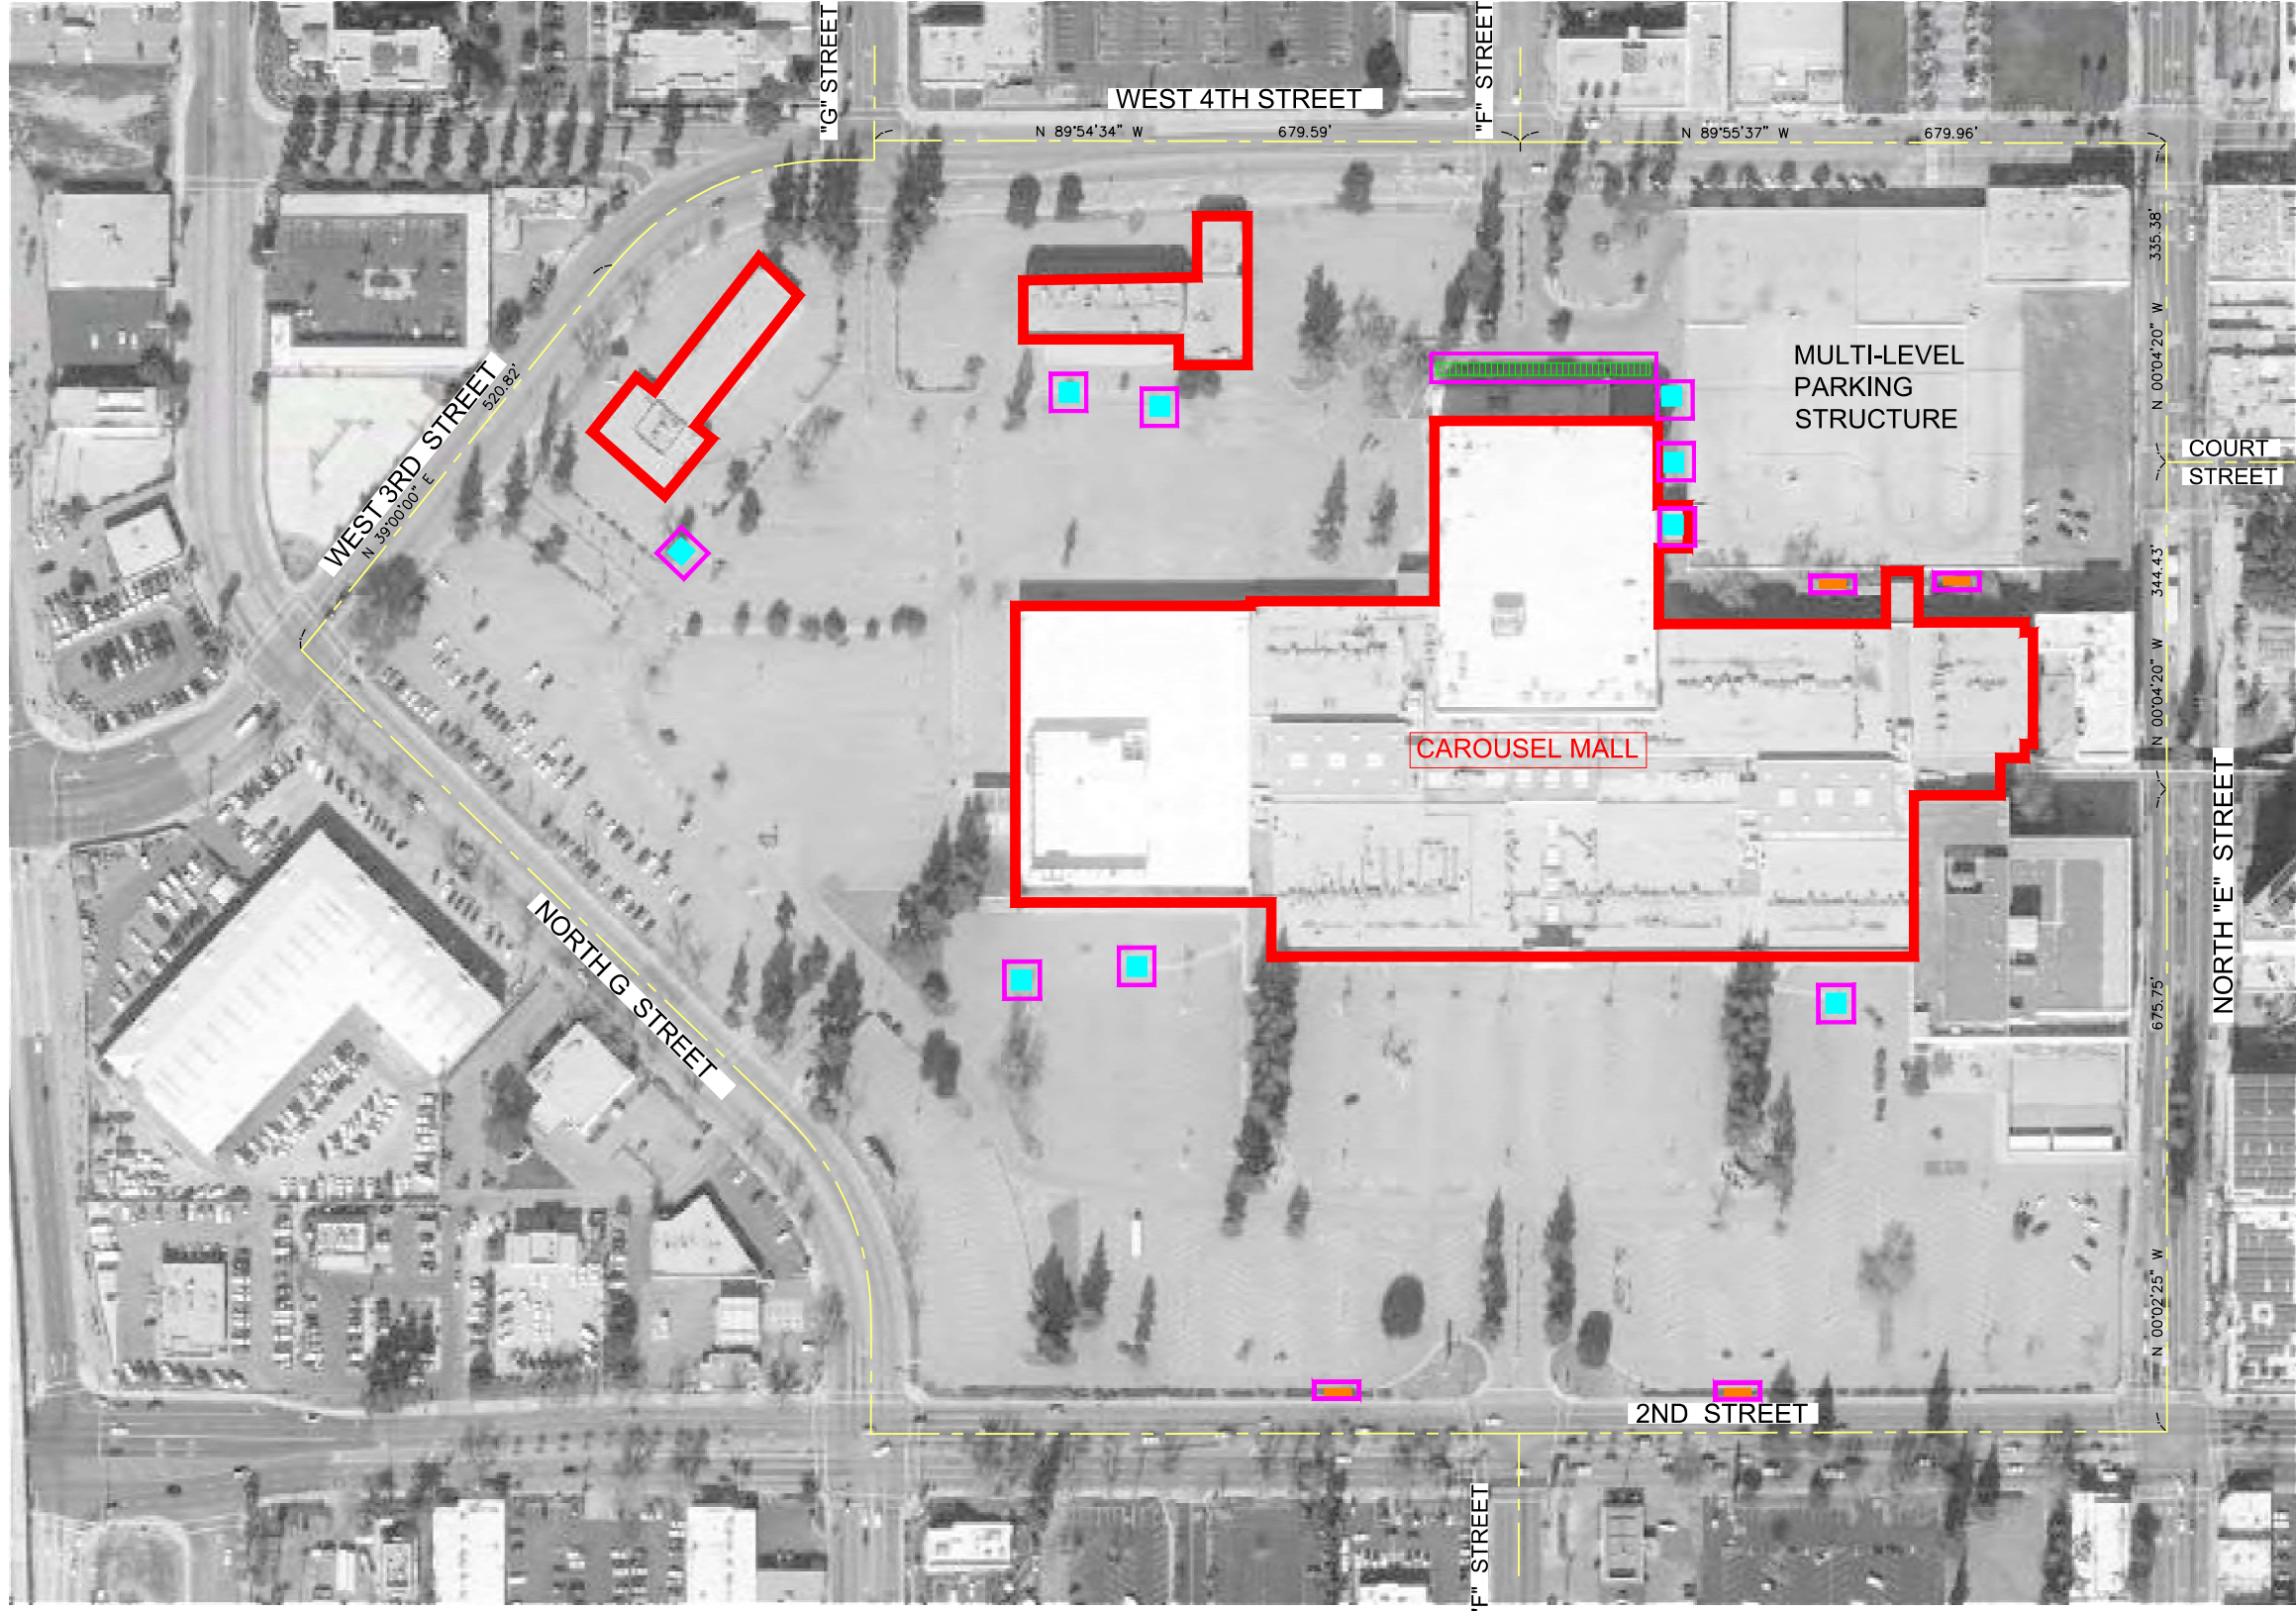 "G" STREET
"F" STREET
WEST 4TH STREET
N 89°54'34" W 679.59'
N 89°55'37" W 679.96'
335.38'
N 00°04'20" W
MULTI-LEVEL
PARKING
STRUCTURE
COURT
STREET
WEST 3RD STREET
520.82'
N 39°00'00" E
344.43'
N 00°04'20" W
CAROUSEL MALL
NORTH "E" STREET
NORTH G STREET
675.75'
N 00°02'25" W
2ND STREET
"F" STREET